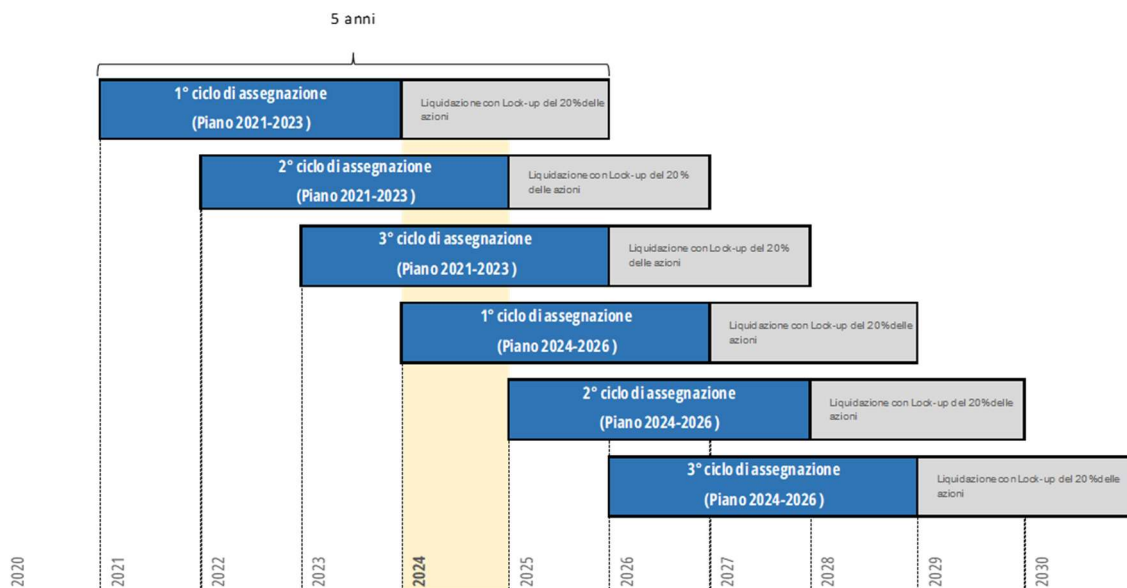 5 anni
1° ciclo di assegnazione
(Piano 2021-2023 )
Liquidazione con Lock-up del 20%delle
azioni
2° ciclo di assegnazione
(Piano 2021-2023 )
Liquidazione con Lock-up del 20%
delle azioni
3° ciclo di assegnazione
(Piano 2021-2023 )
Liquidazione con Lock-up del 20%
delle azioni
1° ciclo di assegnazione
(Piano 2024-2026 )
Liquidazione con Lock-up del 20%delle
azioni
2° ciclo di assegnazione
(Piano 2024-2026 )
Liquidazione con Lock-up del 20%delle
azioni
3° ciclo di assegnazione
(Piano 2024-2026 )
Liquidazione con Lock-up del 20%delle
azioni
2020
2021
2022
2023
2024
2025
2026
2027
2028
2029
2030